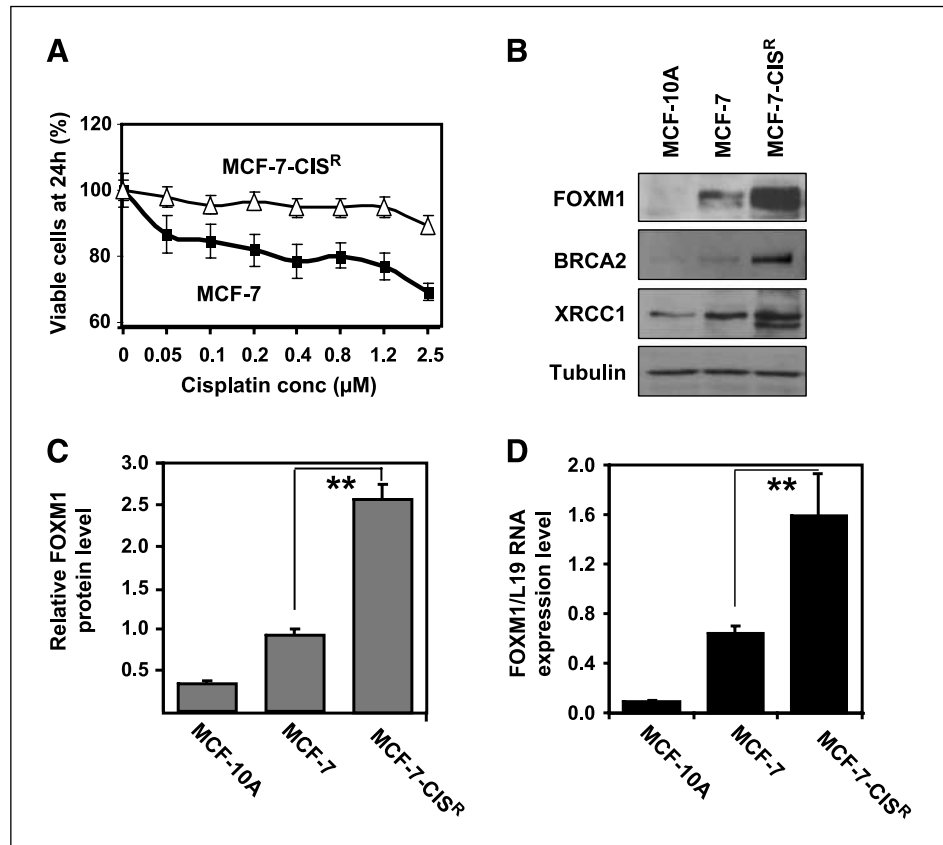 A
Viable cells at 24h (%)
120
100
80
60
MCF-7-CISᴿ
MCF-7
0 0.05 0.1 0.2 0.4 0.8 1.2 2.5
Cisplatin conc (µM)
B
MCF-10A
MCF-7
MCF-7-CISᴿ
FOXM1
BRCA2
XRCC1
Tubulin
C
Relative FOXM1
protein level
3.0
2.5
2.0
1.5
1.0
0.5
**
MCF-10A
MCF-7
MCF-7-CISᴿ
D
FOXM1/L19 RNA
expression level
2.0
1.6
1.2
0.8
0.4
0.0
**
MCF-10A
MCF-7
MCF-7-CISᴿ